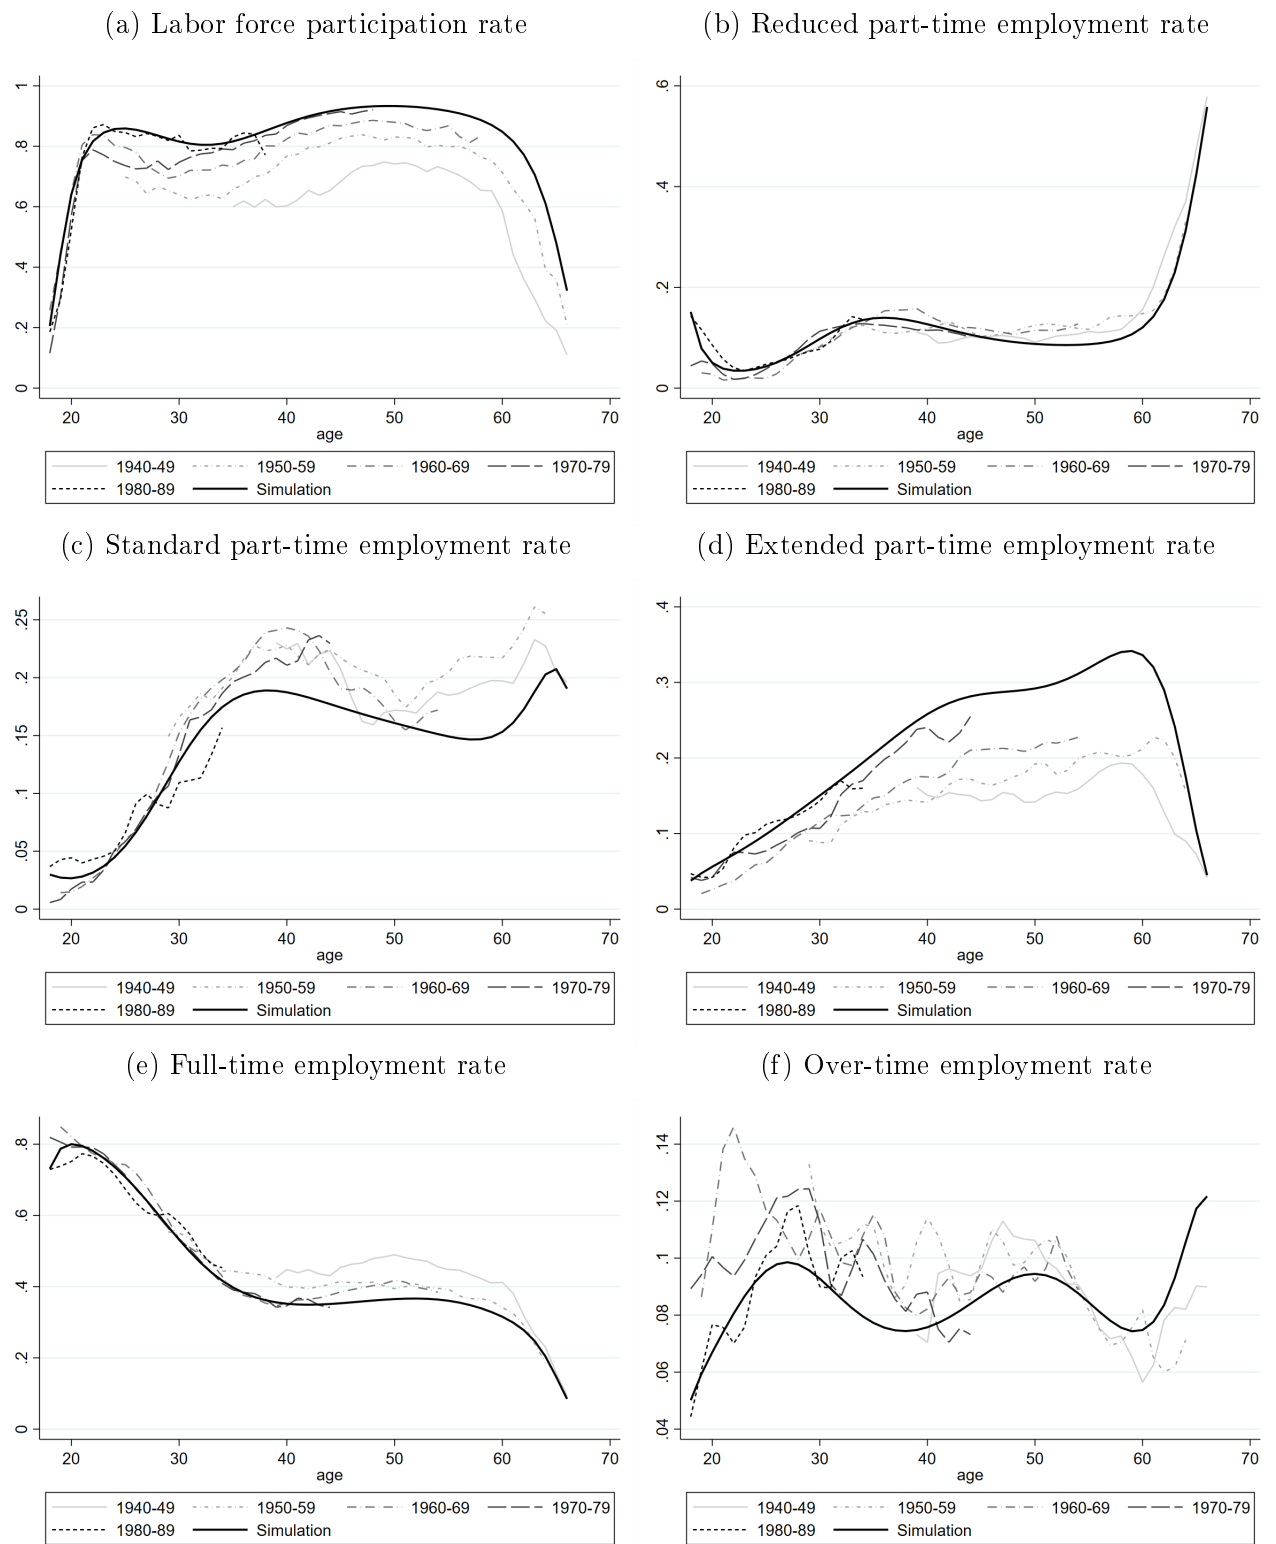 (a) Labor force participation rate
1
.8
.6
.4
.2
0
20 30 40 50 60 70
age
1940-49 1950-59 1960-69 1970-79
1980-89 Simulation
(b) Reduced part-time employment rate
.6
.4
.2
0
20 30 40 50 60 70
age
1940-49 1950-59 1960-69 1970-79
1980-89 Simulation
(c) Standard part-time employment rate
.25
.2
.15
.1
.05
0
20 30 40 50 60 70
age
1940-49 1950-59 1960-69 1970-79
1980-89 Simulation
(d) Extended part-time employment rate
.4
.3
.2
.1
0
20 30 40 50 60 70
age
1940-49 1950-59 1960-69 1970-79
1980-89 Simulation
(e) Full-time employment rate
.8
.6
.4
.2
0
20 30 40 50 60 70
age
1940-49 1950-59 1960-69 1970-79
1980-89 Simulation
(f) Over-time employment rate
.14
.12
.1
.08
.06
.04
20 30 40 50 60 70
age
1940-49 1950-59 1960-69 1970-79
1980-89 Simulation